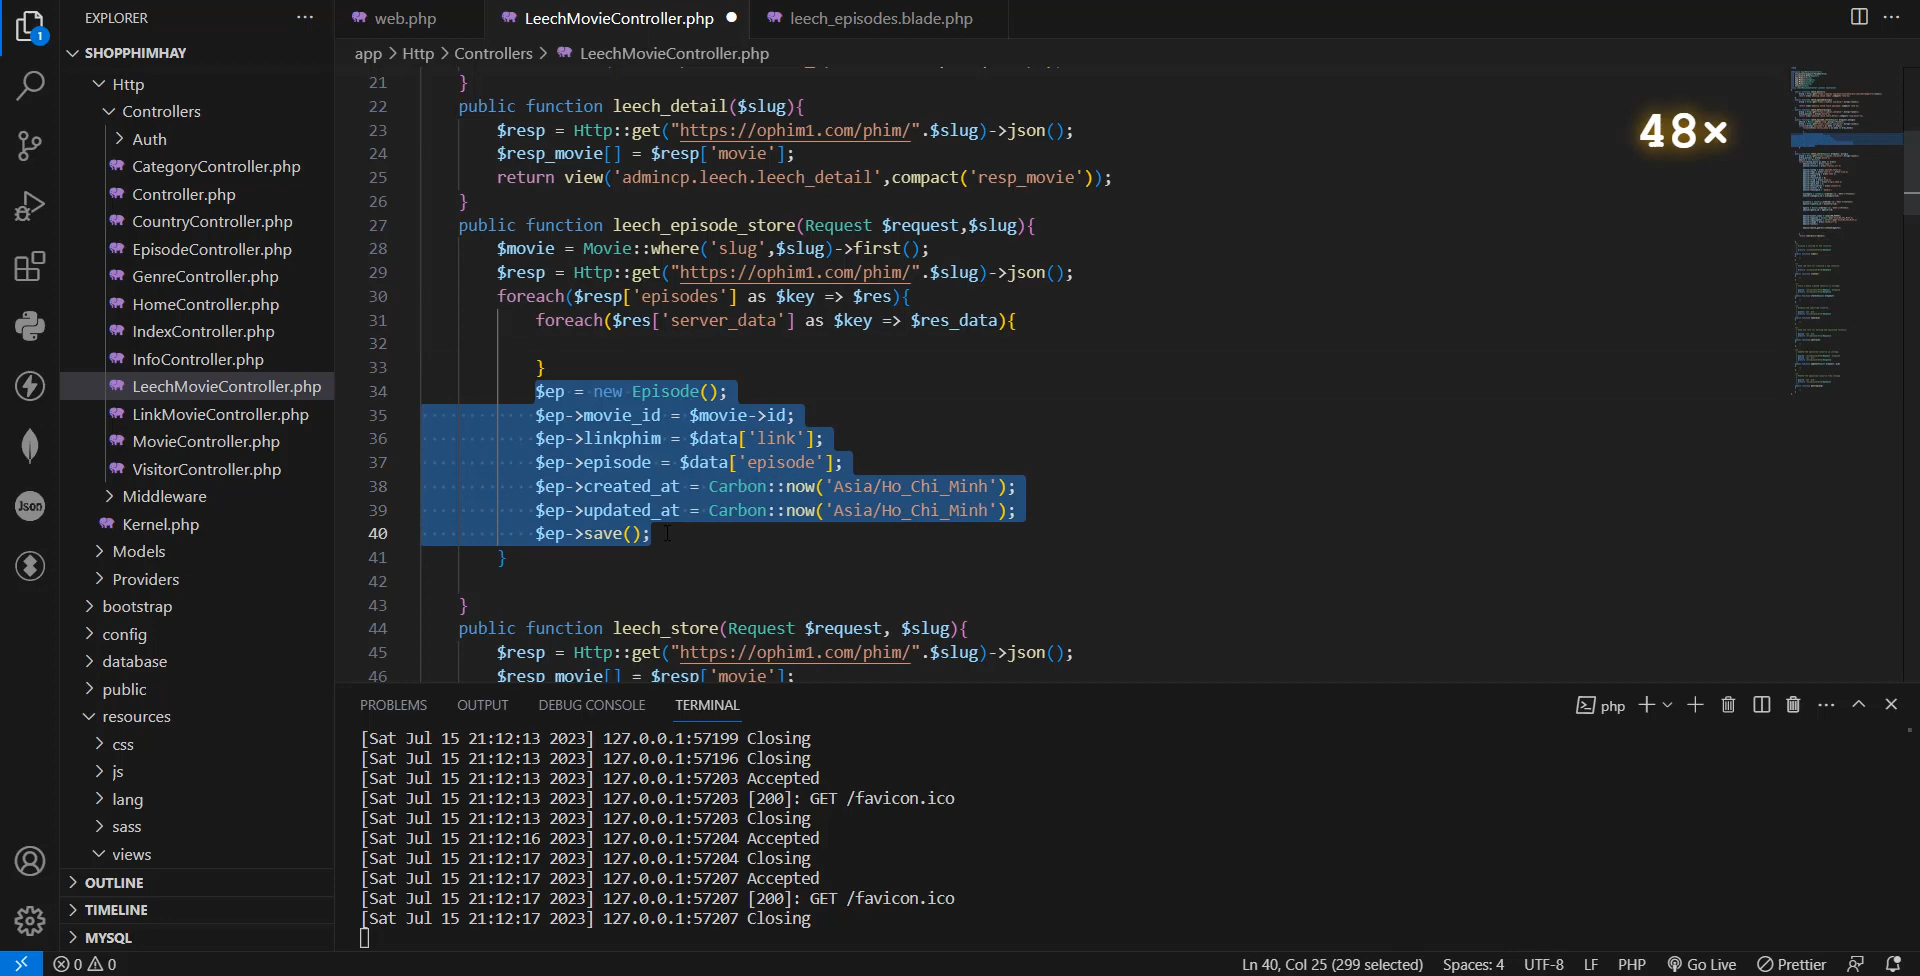 EXPLORER
SHOPPHIMHAY
Http
Controllers
Auth
CategoryController.php
Controller.php
CountryController.php
EpisodeController.php
GenreController.php
HomeController.php
IndexController.php
InfoController.php
LeechMovieController.php
LinkMovieController.php
MovieController.php
VisitorController.php
Middleware
Kernel.php
Models
Providers
bootstrap
config
database
public
resources
css
js
lang
sass
views
OUTLINE
TIMELINE
MYSQL
1
Json
web.php
LeechMovieController.php
leech_episodes.blade.php
app > Http > Controllers > LeechMovieController.php
48×
21 }
22 public function leech_detail($slug){
23 $resp = Http::get("https://ophim1.com/phim/".$slug)->json();
24 $resp_movie[] = $resp['movie'];
25 return view('admincp.leech.leech_detail',compact('resp_movie'));
26 }
27 public function leech_episode_store(Request $request,$slug){
28 $movie = Movie::where('slug',$slug)->first();
29 $resp = Http::get("https://ophim1.com/phim/".$slug)->json();
30 foreach($resp['episodes'] as $key => $res){
31 foreach($res['server_data'] as $key => $res_data){
32
33 }
34 $ep = new Episode();
35 $ep->movie_id = $movie->id;
36 $ep->linkphim = $data['link'];
37 $ep->episode = $data['episode'];
38 $ep->created_at = Carbon::now('Asia/Ho_Chi_Minh');
39 $ep->updated_at = Carbon::now('Asia/Ho_Chi_Minh');
40 $ep->save();
41 }
42
43 }
44 public function leech_store(Request $request, $slug){
45 $resp = Http::get("https://ophim1.com/phim/".$slug)->json();
46 $resp_movie[] = $resp['movie'];
PROBLEMS OUTPUT DEBUG CONSOLE TERMINAL
php
[Sat Jul 15 21:12:13 2023] 127.0.0.1:57199 Closing
[Sat Jul 15 21:12:13 2023] 127.0.0.1:57196 Closing
[Sat Jul 15 21:12:13 2023] 127.0.0.1:57203 Accepted
[Sat Jul 15 21:12:13 2023] 127.0.0.1:57203 [200]: GET /favicon.ico
[Sat Jul 15 21:12:13 2023] 127.0.0.1:57203 Closing
[Sat Jul 15 21:12:16 2023] 127.0.0.1:57204 Accepted
[Sat Jul 15 21:12:17 2023] 127.0.0.1:57204 Closing
[Sat Jul 15 21:12:17 2023] 127.0.0.1:57207 Accepted
[Sat Jul 15 21:12:17 2023] 127.0.0.1:57207 [200]: GET /favicon.ico
[Sat Jul 15 21:12:17 2023] 127.0.0.1:57207 Closing
0 0
Ln 40, Col 25 (299 selected) Spaces: 4 UTF-8 LF PHP Go Live Prettier